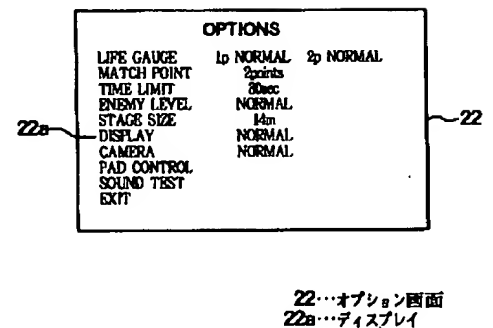 OPTIONS
LIFE GAUGE 1p NORMAL 2p NORMAL
MATCH POINT 2points
TIME LIMIT 30sec
ENEMY LEVEL NORMAL
STAGE SIZE 14m
22a DISPLAY NORMAL 22
CAMERA NORMAL
PAD CONTROL
SOUND TEST
EXIT
22…オプション画面
22a…ディスプレイ